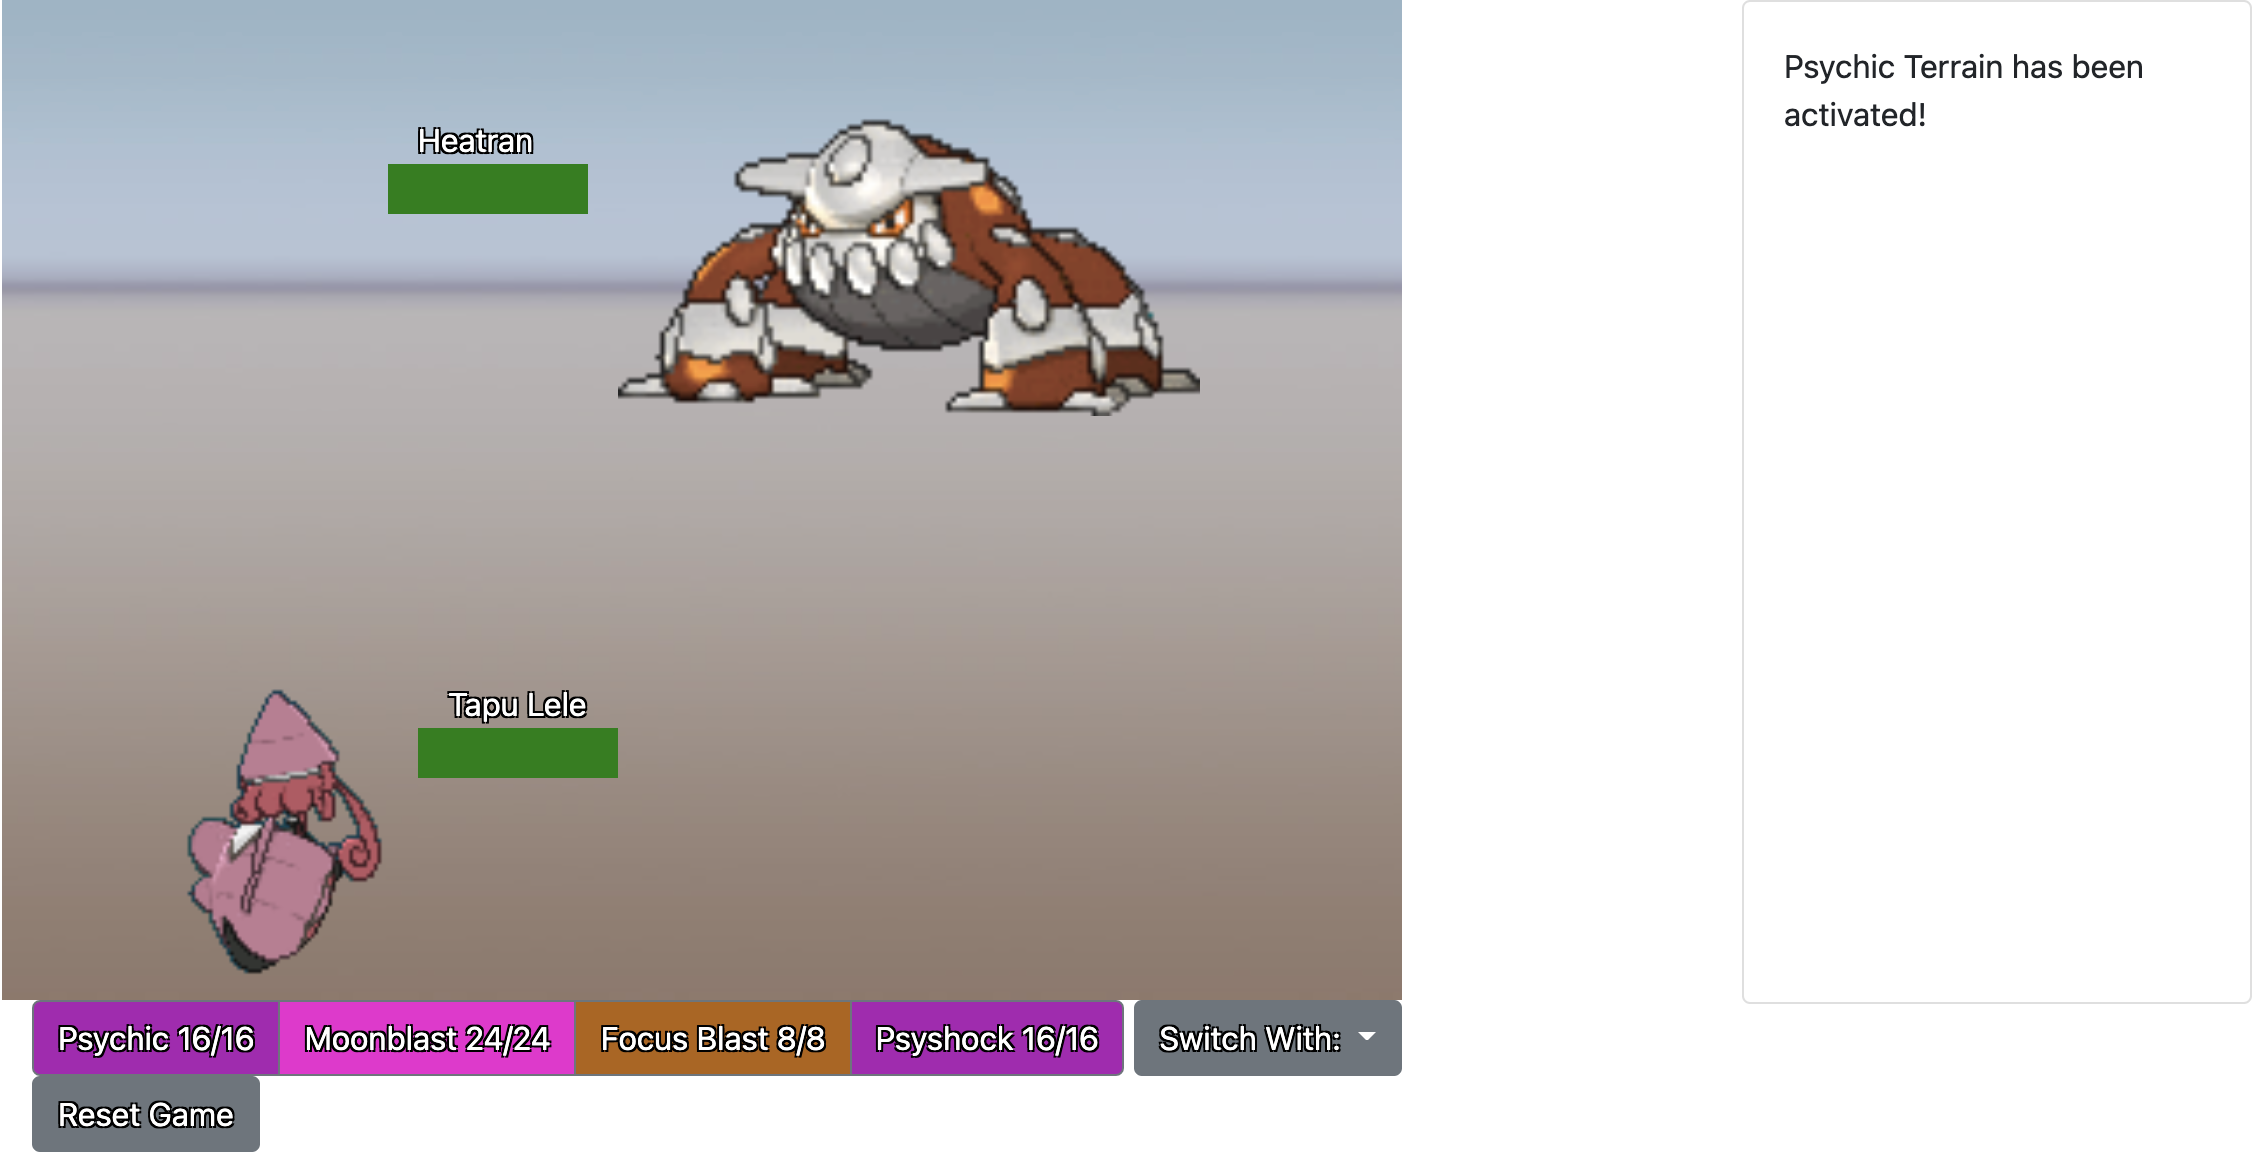 Heatran
Psychic Terrain has been
activated!
Tapu Lele
Psychic 16/16
Moonblast 24/24
Focus Blast 8/8
Psyshock 16/16
Switch With:
Reset Game